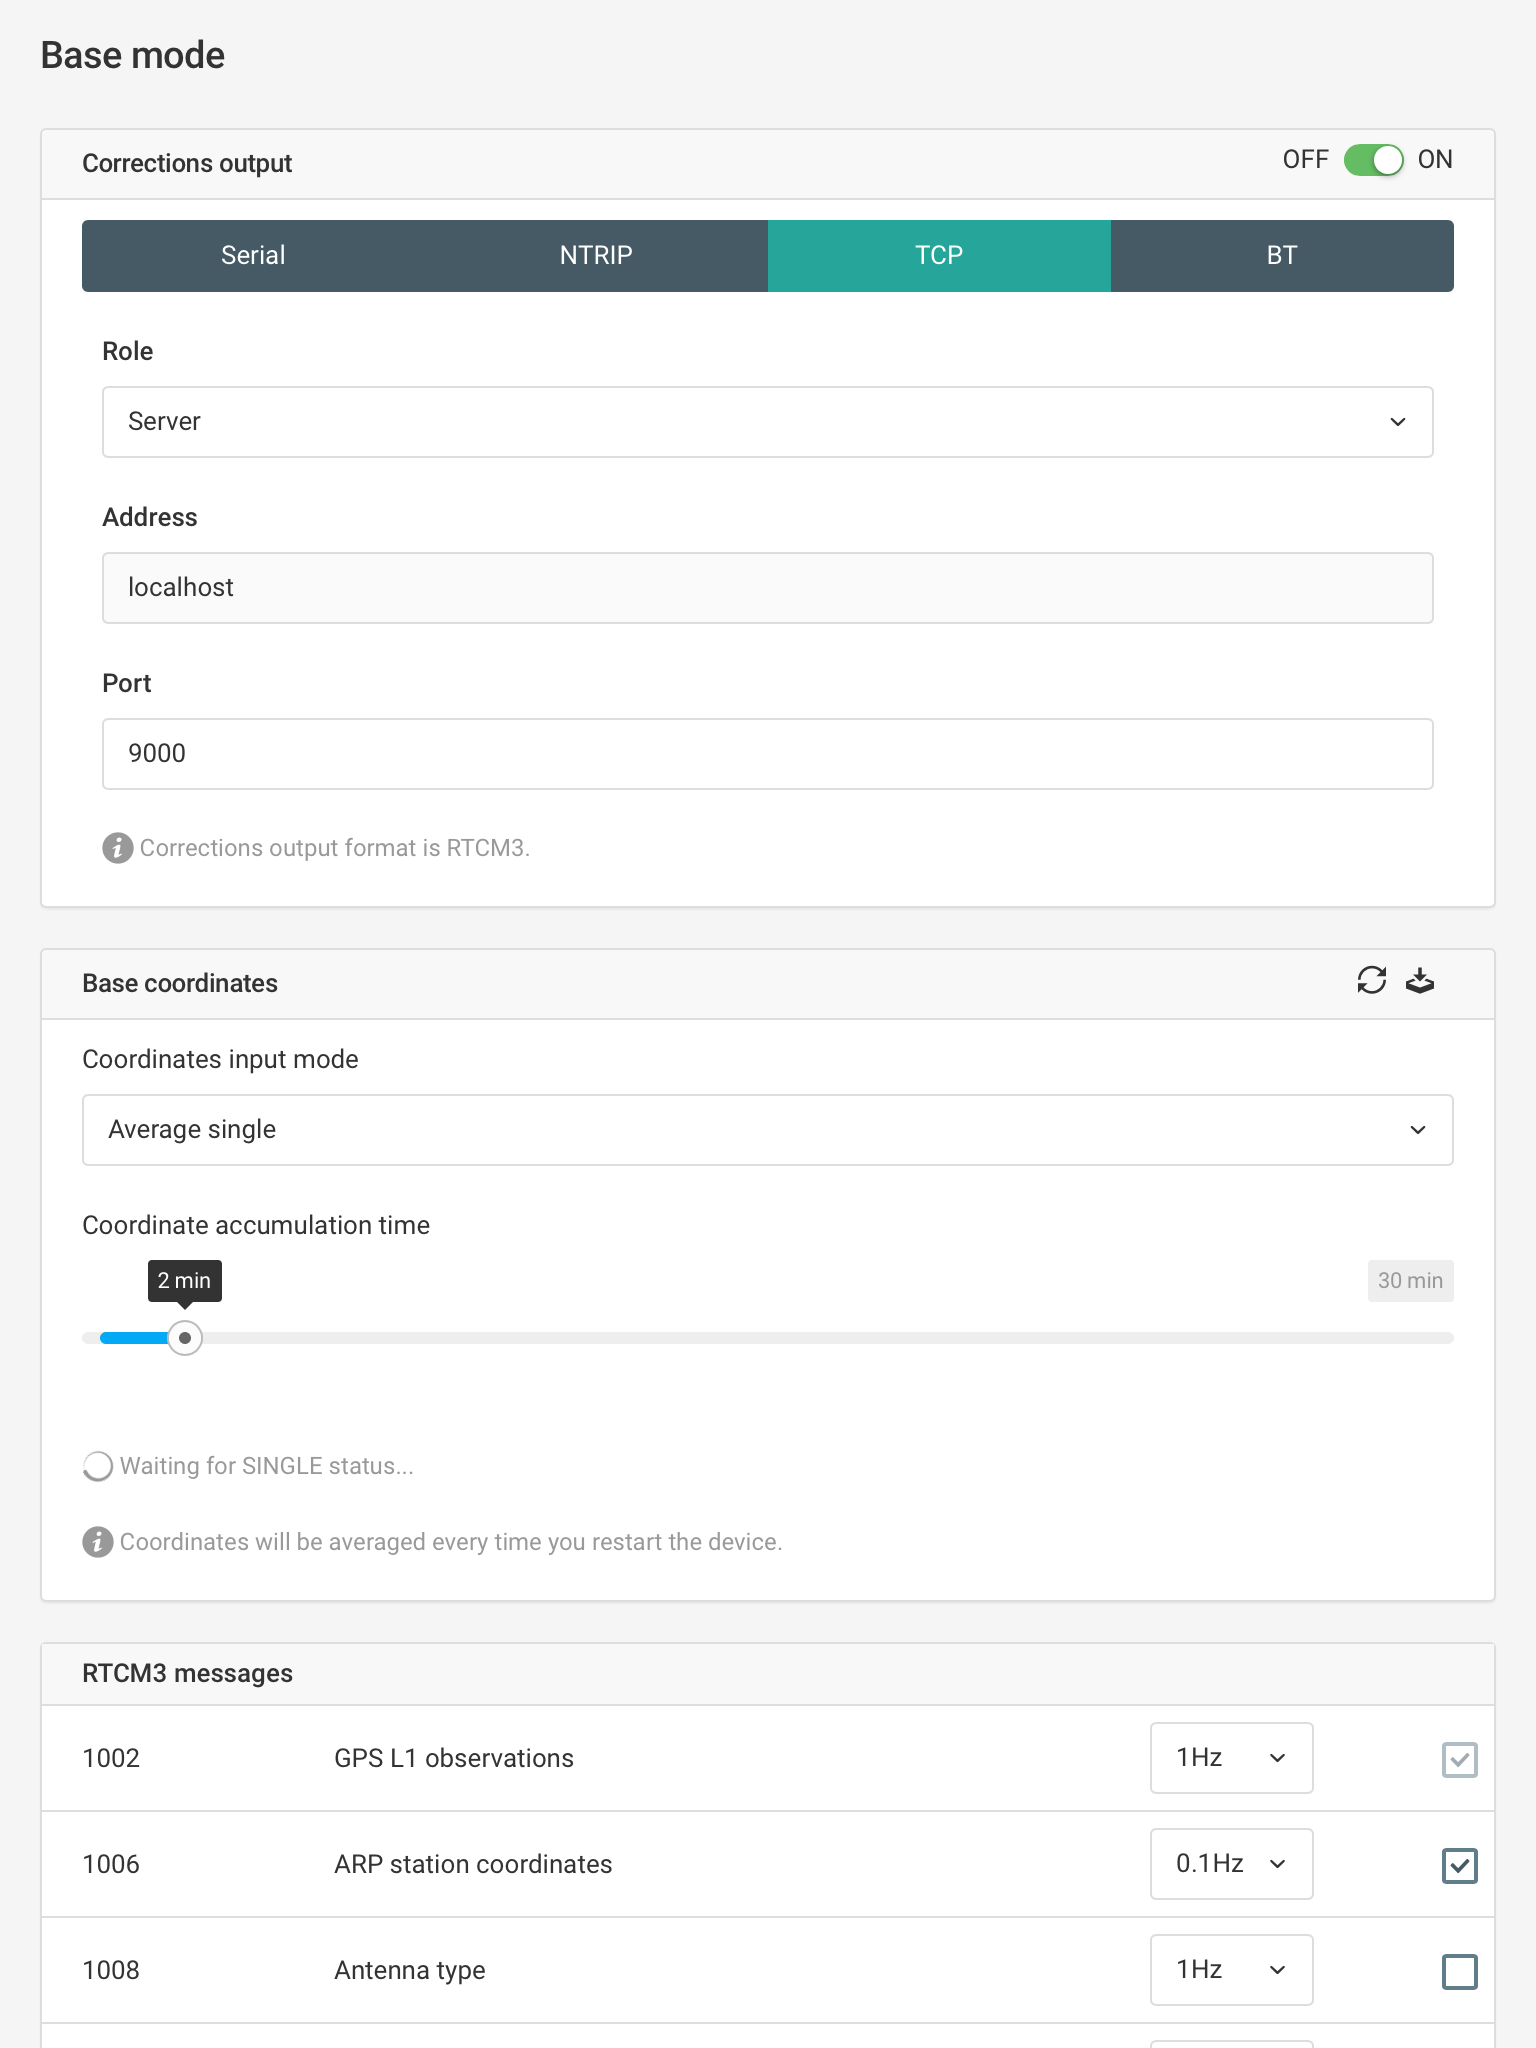 Base mode
Corrections output
OFF ON
Serial NTRIP TCP BT
Role
Server
Address
localhost
Port
9000
Corrections output format is RTCM3.
Base coordinates
Coordinates input mode
Average single
Coordinate accumulation time
2 min 30 min
Waiting for SINGLE status...
Coordinates will be averaged every time you restart the device.
RTCM3 messages
1002 GPS L1 observations 1Hz
1006 ARP station coordinates 0.1Hz
1008 Antenna type 1Hz